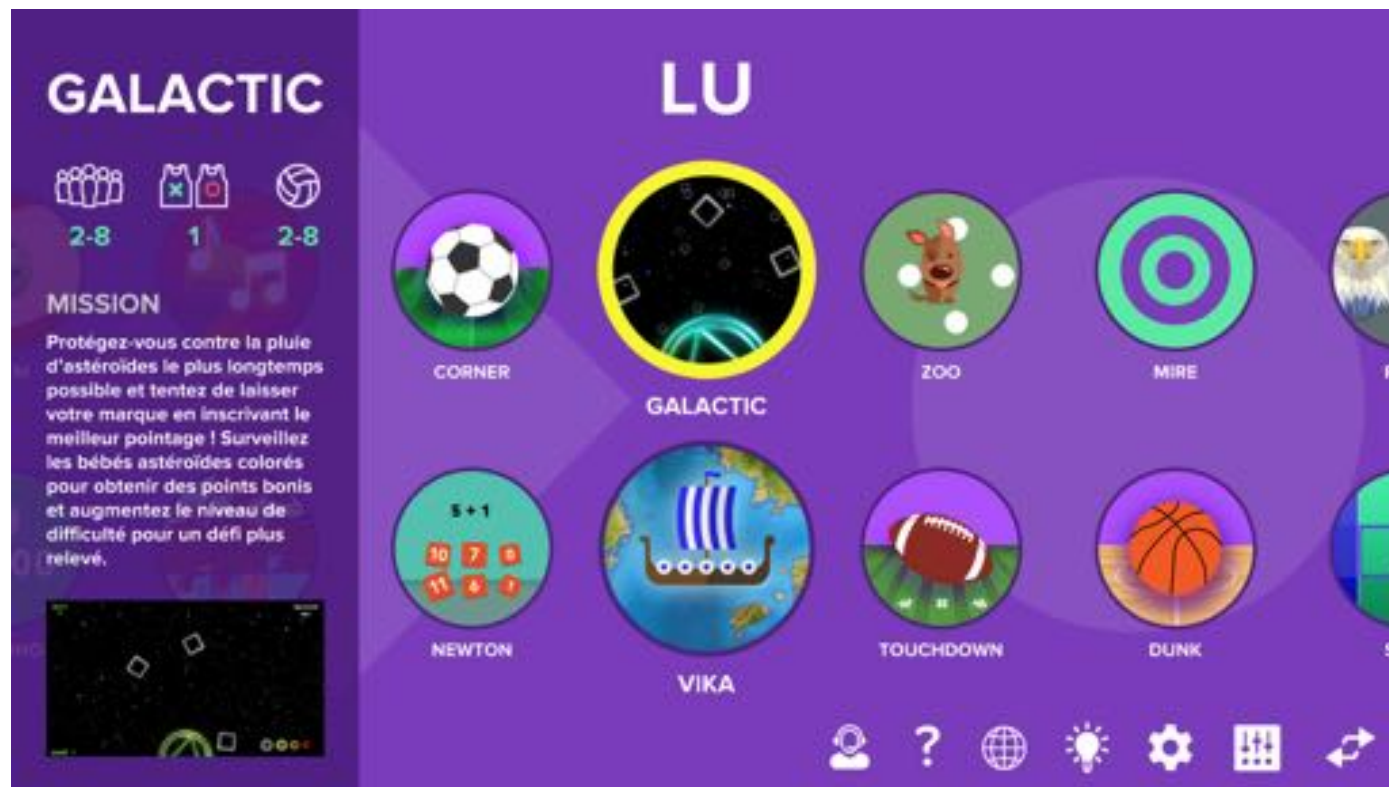 GALACTIC
2-8 1 2-8
MISSION
Protégez-vous contre la pluie
d'astéroïdes le plus longtemps
possible et tentez de laisser
votre marque en inscrivant le
meilleur pointage ! Surveillez
les bébés astéroïdes colorés
pour obtenir des points bonis
et augmentez le niveau de
difficulté pour un défi plus
relevé.
LU
CORNER
GALACTIC
ZOO
MIRE
5 + 1
10 7
11 6
NEWTON
VIKA
TOUCHDOWN
DUNK
?